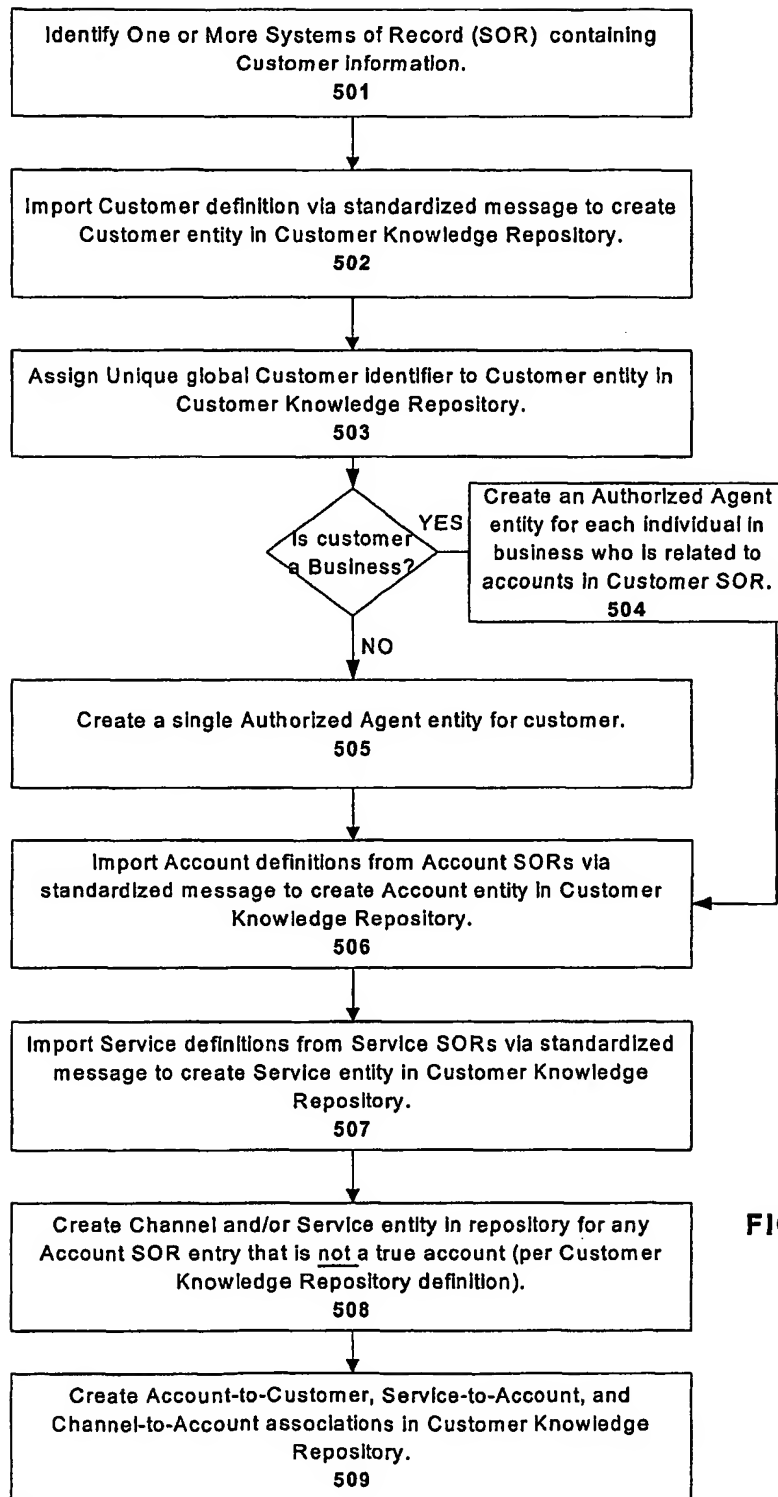 Identify One or More Systems of Record (SOR) containing
Customer information.
501
Import Customer definition via standardized message to create
Customer entity in Customer Knowledge Repository.
502
Assign Unique global Customer identifier to Customer entity in
Customer Knowledge Repository.
503
Is customer
a Business?
YES
Create an Authorized Agent
entity for each individual in
business who is related to
accounts in Customer SOR.
504
NO
Create a single Authorized Agent entity for customer.
505
Import Account definitions from Account SORs via
standardized message to create Account entity in Customer
Knowledge Repository.
506
Import Service definitions from Service SORs via standardized
message to create Service entity in Customer Knowledge
Repository.
507
Create Channel and/or Service entity in repository for any
Account SOR entry that is not a true account (per Customer
Knowledge Repository definition).
508
FI
Create Account-to-Customer, Service-to-Account, and
Channel-to-Account associations in Customer Knowledge
Repository.
509